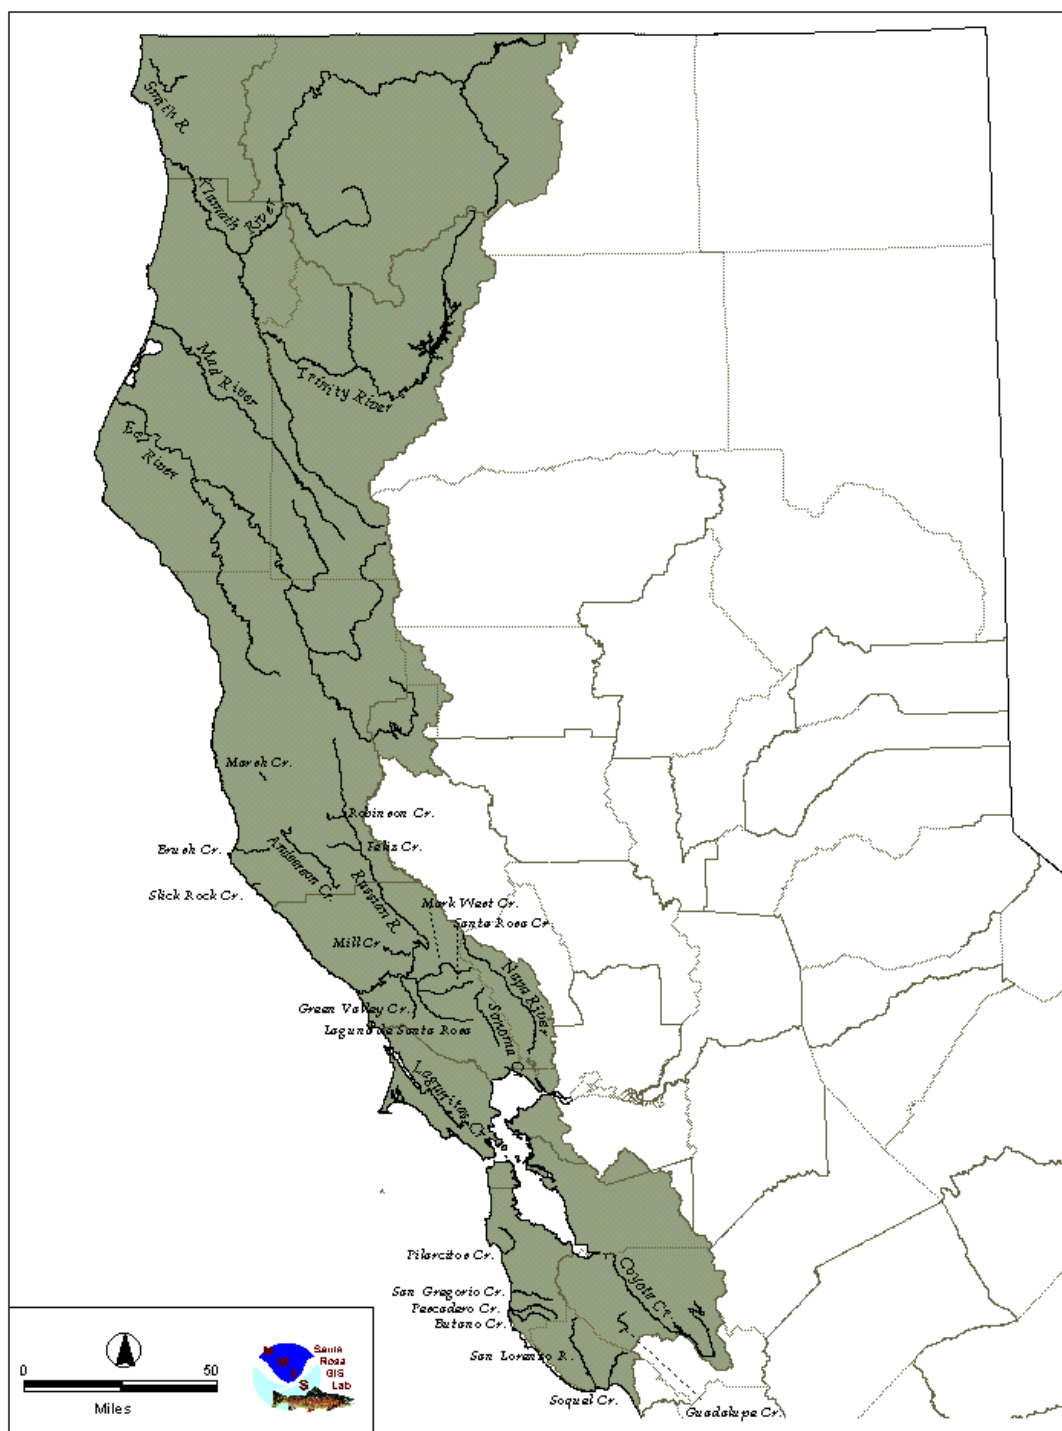 Smith R.
Klamath River
Mad River
Trinity River
Eel River
Marsh Cr.
Robinson Cr.
Brush Cr.
Anderson Cr.
Feliz Cr.
Slick Rock Cr.
Russian R.
Mark West Cr.
Santa Rosa Cr.
Mill Cr.
Napa River
Green Valley Cr.
Sonoma Cr.
Laguna de Santa Rosa
Lagunitas Cr.
Pilarcitos Cr.
Coyote Cr.
San Gregorio Cr.
Pescadero Cr.
Butano Cr.
San Lorenzo R.
Soquel Cr.
Guadalupe Cr.
0 50
Miles
N M F S
Santa
Rosa
GIS
Lab